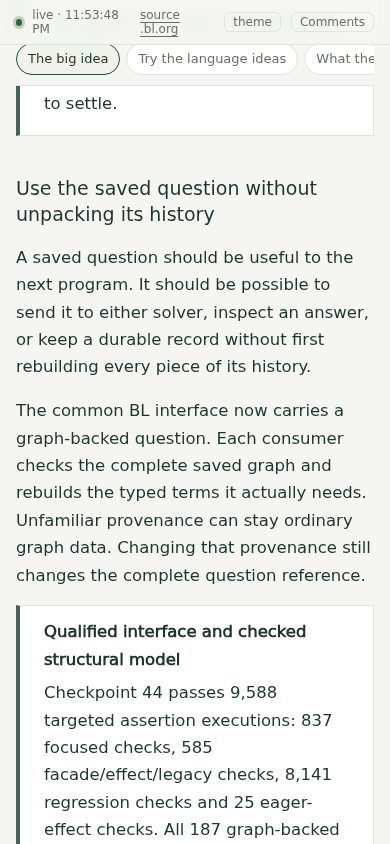 live · 11:53:48
PM
source
.bl.org
theme
Comments
The big idea
Try the language ideas
What the
to settle.
Use the saved question without
unpacking its history
A saved question should be useful to the
next program. It should be possible to
send it to either solver, inspect an answer,
or keep a durable record without first
rebuilding every piece of its history.
The common BL interface now carries a
graph-backed question. Each consumer
checks the complete saved graph and
rebuilds the typed terms it actually needs.
Unfamiliar provenance can stay ordinary
graph data. Changing that provenance still
changes the complete question reference.
Qualified interface and checked
structural model
Checkpoint 44 passes 9,588
targeted assertion executions: 837
focused checks, 585
facade/effect/legacy checks, 8,141
regression checks and 25 eager-
effect checks. All 187 graph-backed